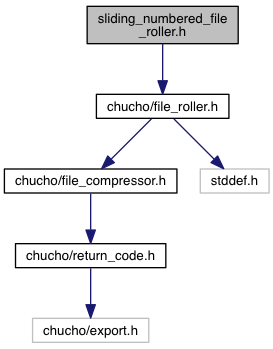 sliding_numbered_file
_roller.h
chucho/file_roller.h
chucho/file_compressor.h
stddef.h
chucho/return_code.h
chucho/export.h